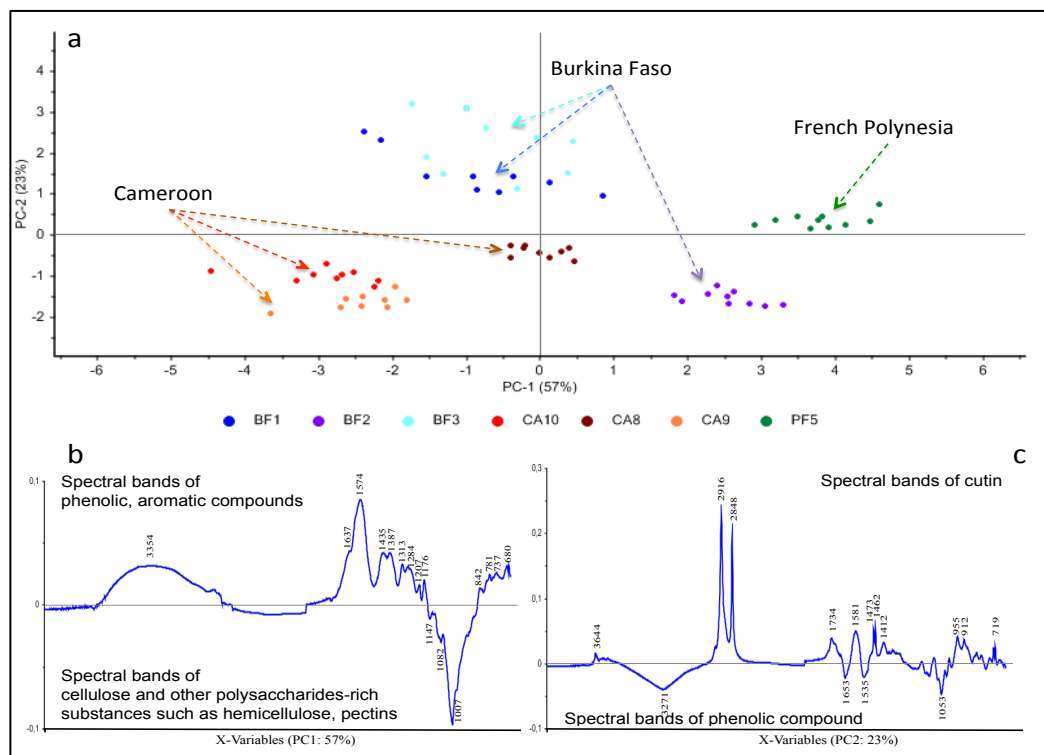 a
Burkina Faso
French Polynesia
Cameroon
PC-2 (23%)
4
3
2
1
0
-1
-2
-6
-5
-4
-3
-2
-1
0
1
2
3
4
5
6
PC-1 (57%)
BF1
BF2
BF3
CA10
CA8
CA9
PF5
b
Spectral bands of
phenolic, aromatic compounds
0,1
0
-0,1
3354
1637
1574
1435
1387
1313
1284
1207
1176
1147
1082
1007
842
781
737
680
Spectral bands of
cellulose and other polysaccharides-rich
substances such as hemicellulose, pectins
X-Variables (PC1: 57%)
c
Spectral bands of cutin
0,3
0,2
0,1
0
-0,1
3644
3271
2916
2848
1734
1653
1581
1535
1473
1462
1412
1053
955
912
719
Spectral bands of phenolic compound
X-Variables (PC2: 23%)